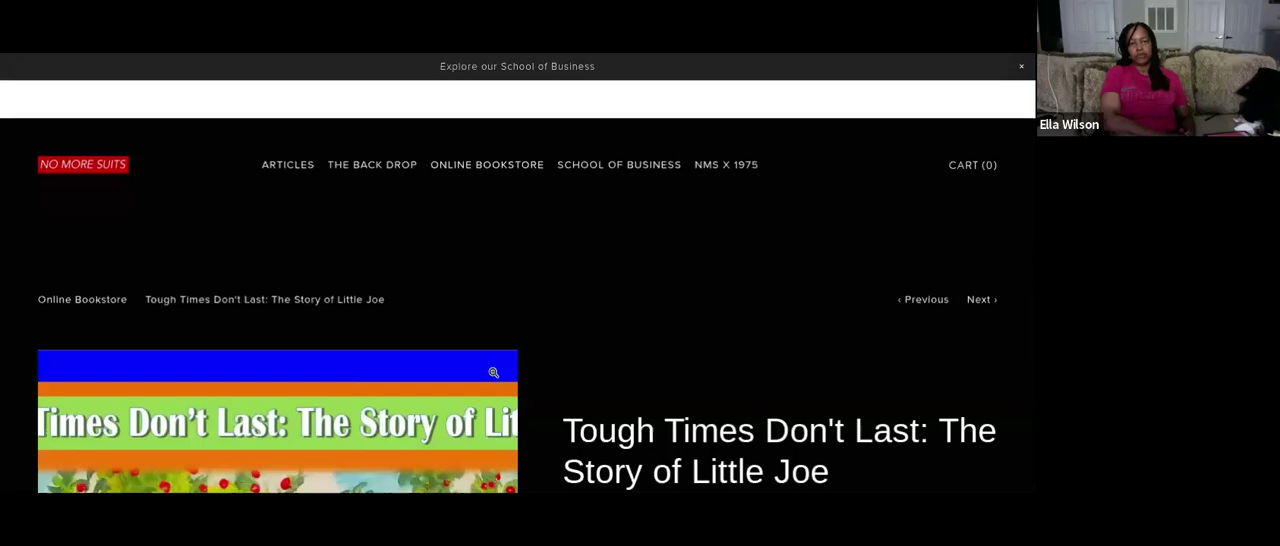 Explore our School of Business ×
Ella Wilson
NO MORE SUITS ARTICLES THE BACK DROP ONLINE BOOKSTORE SCHOOL OF BUSINESS NMS X 1975 CART (0)
Online Bookstore Tough Times Don't Last: The Story of Little Joe ‹ Previous Next ›
Times Don't Last: The Story of Lit
Tough Times Don't Last: The
Story of Little Joe